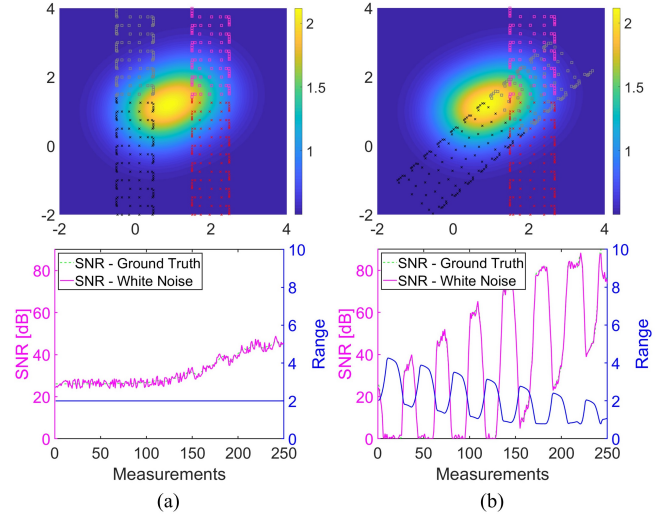 4
2
0
-2
-2 0 2 4
2
1.5
1
4
2
0
-2
-2 0 2 4
2
1.5
1
SNR - Ground Truth
SNR - White Noise
SNR [dB]
80
60
40
20
0
10
8
6
4
2
0
Range
0 50 100 150 200 250
Measurements
(a)
SNR - Ground Truth
SNR - White Noise
SNR [dB]
80
60
40
20
0
10
8
6
4
2
0
Range
0 50 100 150 200 250
Measurements
(b)